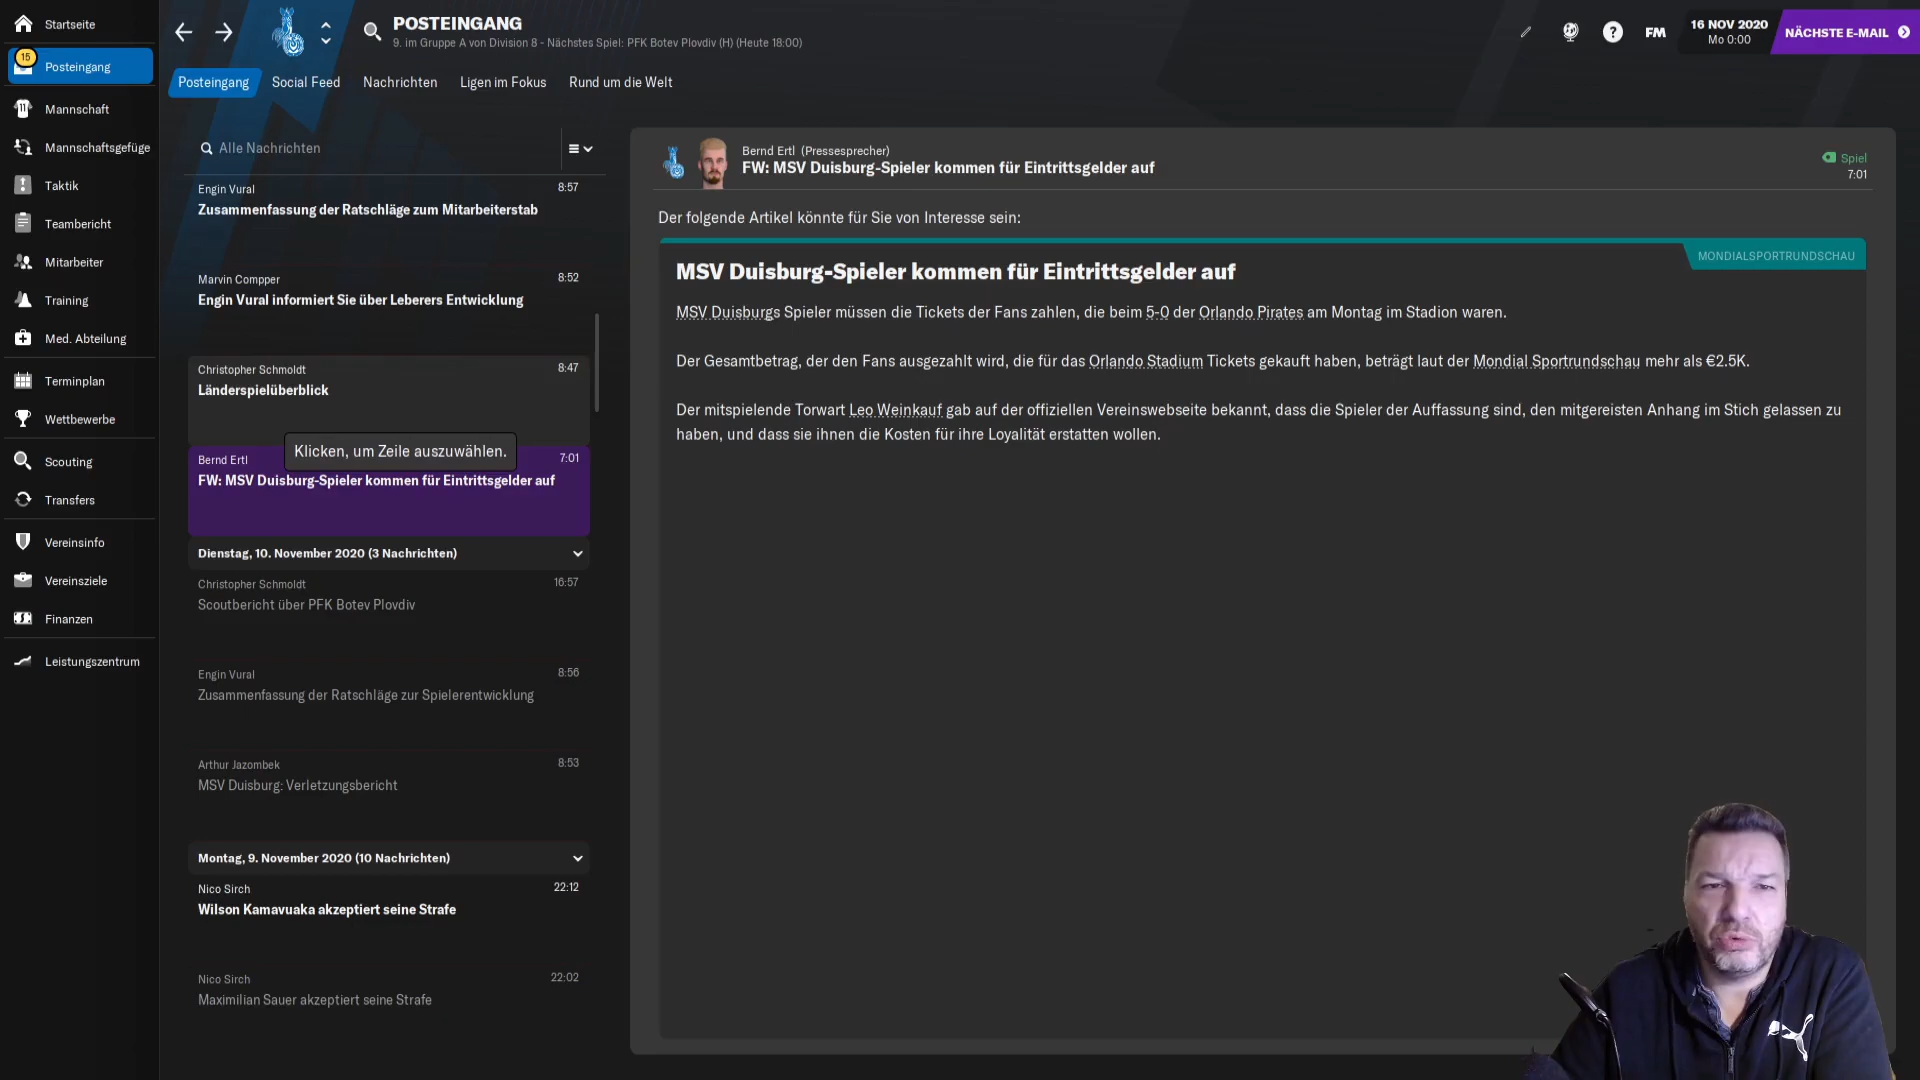 Startseite
15
Posteingang
Mannschaft
Mannschaftsgefüge
Taktik
Teambericht
Mitarbeiter
Training
Med. Abteilung
Terminplan
Wettbewerbe
Scouting
Transfers
Vereinsinfo
Vereinsziele
Finanzen
Leistungszentrum
POSTEINGANG
9. im Gruppe A von Division 8 - Nächstes Spiel: PFK Botev Plovdiv (H) (Heute 18:00)
FM
16 NOV 2020
Mo 0:00
NÄCHSTE E-MAIL
Posteingang
Social Feed
Nachrichten
Ligen im Fokus
Rund um die Welt
Alle Nachrichten
Engin Vural 8:57
Zusammenfassung der Ratschläge zum Mitarbeiterstab
Marvin Compper 8:52
Engin Vural informiert Sie über Leberers Entwicklung
Christopher Schmoldt 8:47
Länderspielüberblick
Klicken, um Zeile auszuwählen.
Bernd Ertl 7:01
FW: MSV Duisburg-Spieler kommen für Eintrittsgelder auf
Dienstag, 10. November 2020 (3 Nachrichten)
Christopher Schmoldt 16:57
Scoutbericht über PFK Botev Plovdiv
Engin Vural 8:56
Zusammenfassung der Ratschläge zur Spielerentwicklung
Arthur Jazombek 8:53
MSV Duisburg: Verletzungsbericht
Montag, 9. November 2020 (10 Nachrichten)
Nico Sirch 22:12
Wilson Kamavuaka akzeptiert seine Strafe
Nico Sirch 22:02
Maximilian Sauer akzeptiert seine Strafe
Bernd Ertl (Pressesprecher)
FW: MSV Duisburg-Spieler kommen für Eintrittsgelder auf
Spiel
7:01
Der folgende Artikel könnte für Sie von Interesse sein:
MONDIALSPORTRUNDSCHAU
MSV Duisburg-Spieler kommen für Eintrittsgelder auf
MSV Duisburgs Spieler müssen die Tickets der Fans zahlen, die beim 5-0 der Orlando Pirates am Montag im Stadion waren.
Der Gesamtbetrag, der den Fans ausgezahlt wird, die für das Orlando Stadium Tickets gekauft haben, beträgt laut der Mondial Sportrundschau mehr als €2.5K.
Der mitspielende Torwart Leo Weinkauf gab auf der offiziellen Vereinswebseite bekannt, dass die Spieler der Auffassung sind, den mitgereisten Anhang im Stich gelassen zu
haben, und dass sie ihnen die Kosten für ihre Loyalität erstatten wollen.